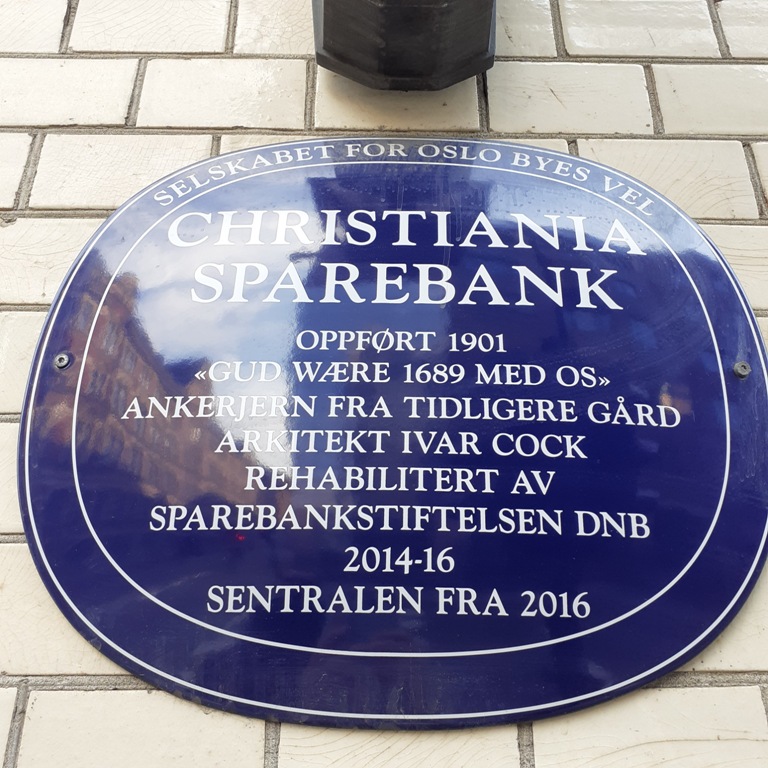 SELSKABET FOR OSLO BYES VEL
CHRISTIANIA
SPAREBANK
OPPFØRT 1901
«GUD WÆRE 1689 MED OS»
ANKERJERN FRA TIDLIGERE GÅRD
ARKITEKT IVAR COCK
REHABILITERT AV
SPAREBANKSTIFTELSEN DNB
2014-16
SENTRALEN FRA 2016